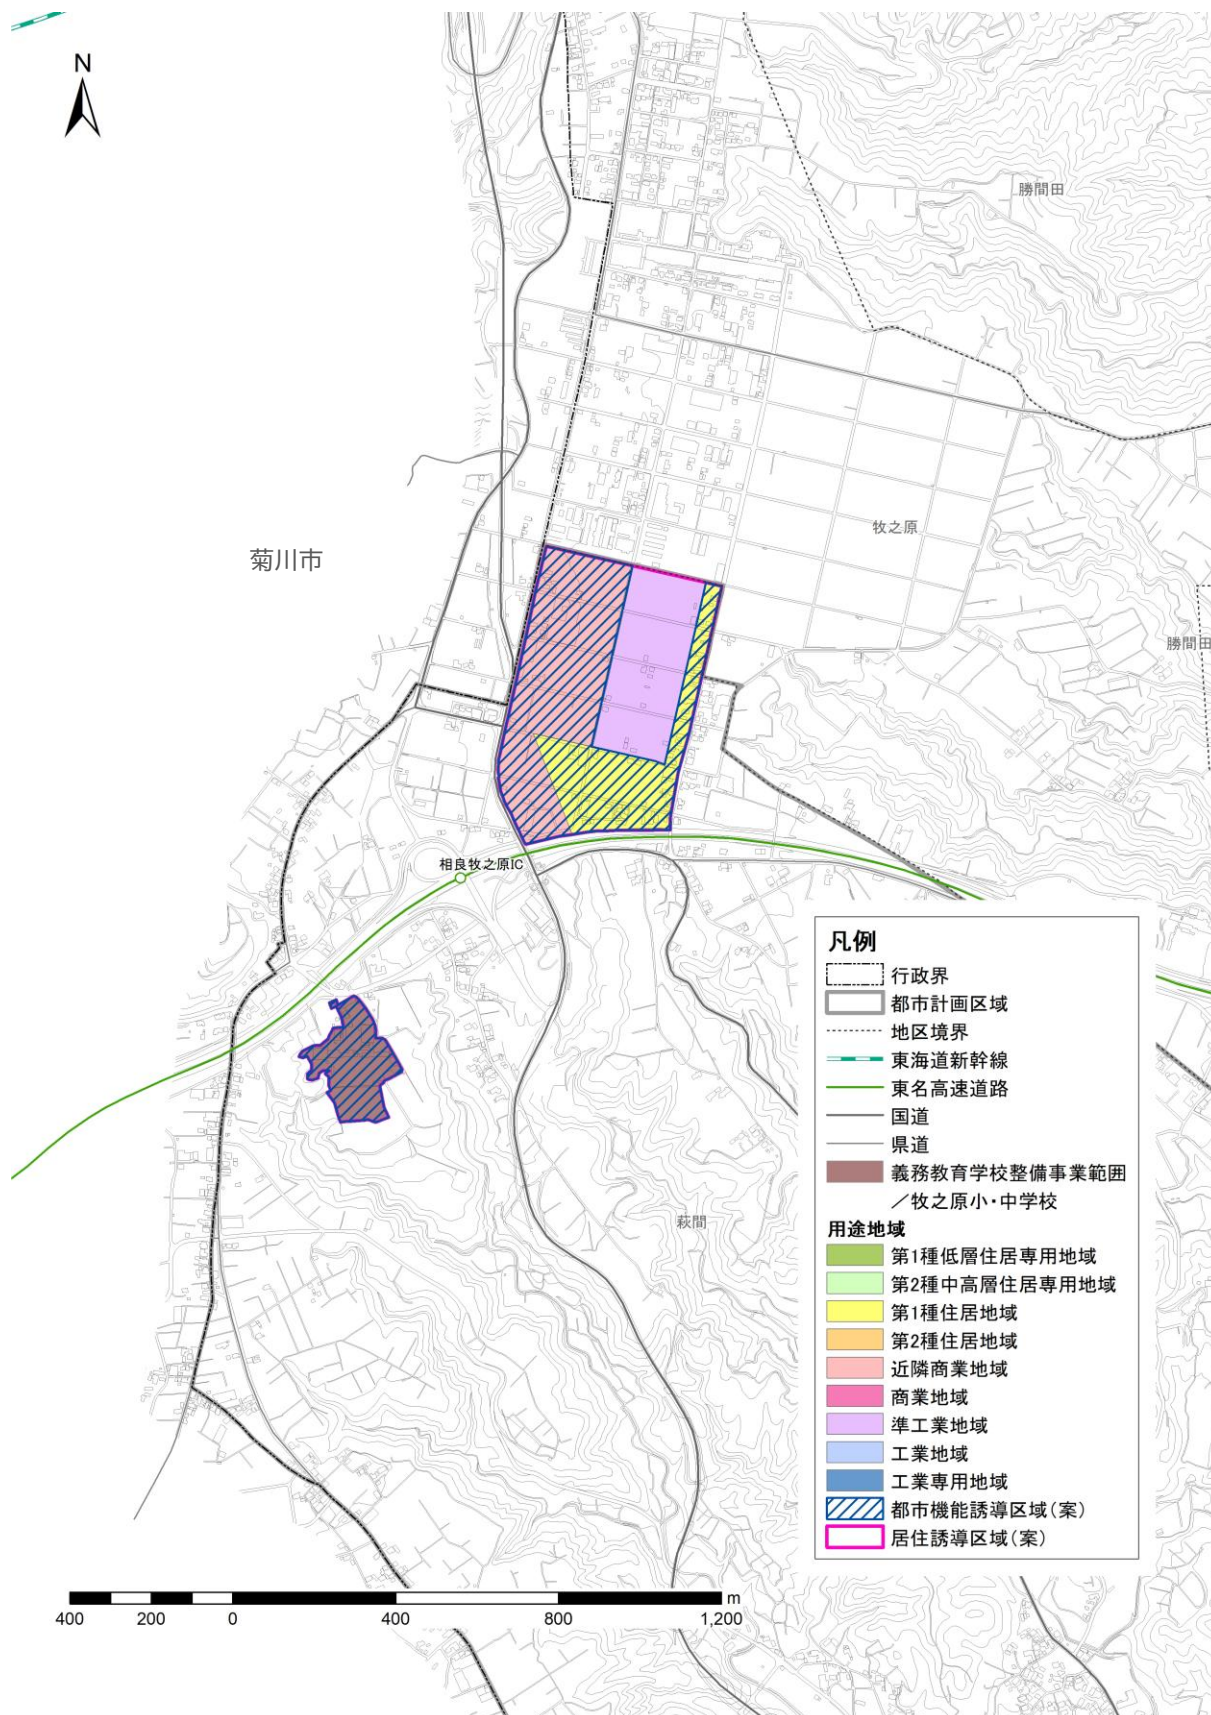 N
勝間田
牧之原
菊川市
勝間田
相良牧之原IC
萩間
凡例
行政界
都市計画区域
地区境界
東海道新幹線
東名高速道路
国道
県道
義務教育学校整備事業範囲
／牧之原小・中学校
用途地域
第1種低層住居専用地域
第2種中高層住居専用地域
第1種住居地域
第2種住居地域
近隣商業地域
商業地域
準工業地域
工業地域
工業専用地域
都市機能誘導区域(案)
居住誘導区域(案)
m
400 200 0 400 800 1,200